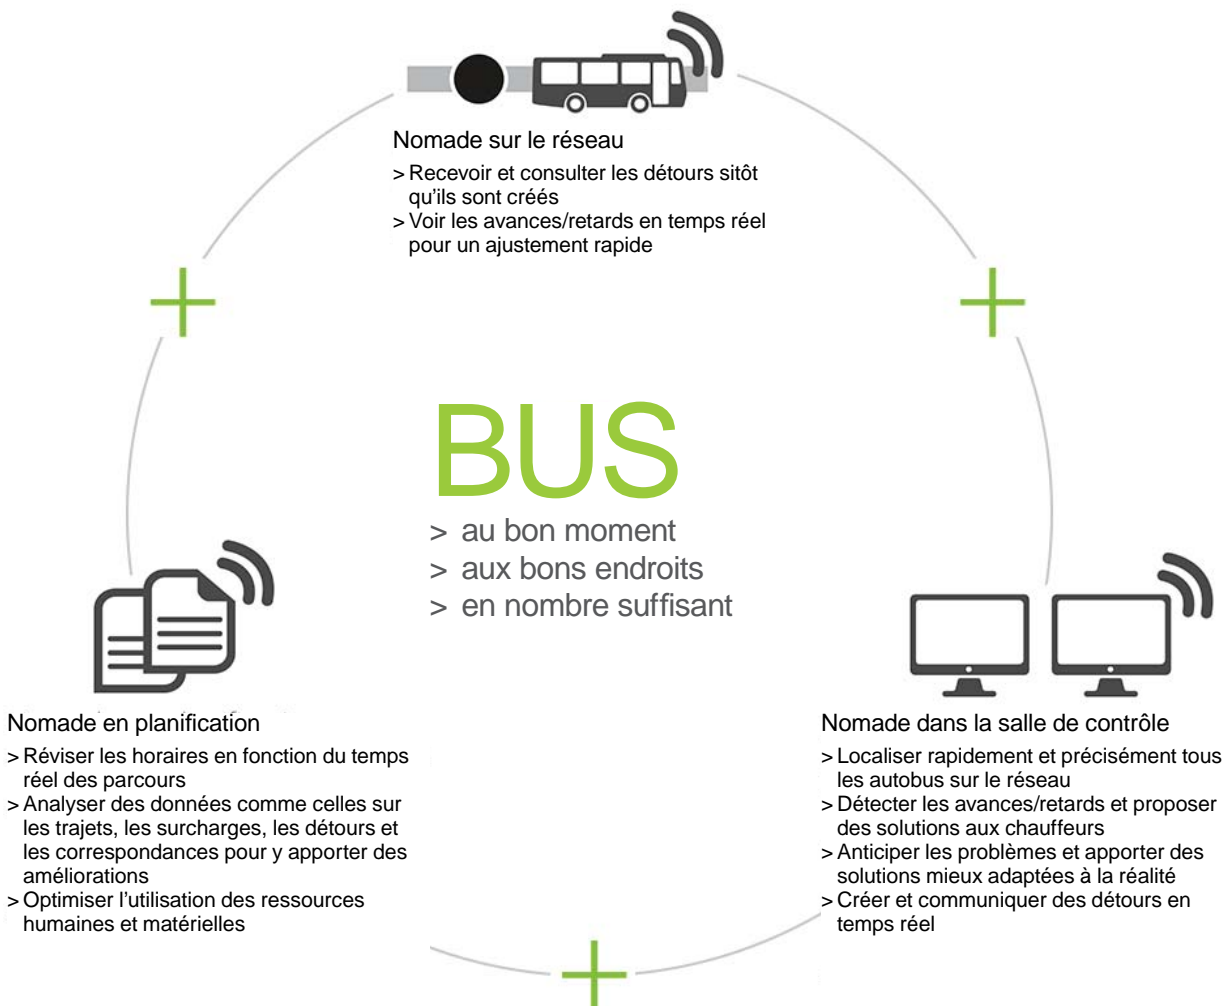 Nomade sur le réseau
> Recevoir et consulter les détours sitôt
qu'ils sont créés
> Voir les avances/retards en temps réel
pour un ajustement rapide
BUS
> au bon moment
> aux bons endroits
> en nombre suffisant
Nomade en planification
> Réviser les horaires en fonction du temps
réel des parcours
> Analyser des données comme celles sur
les trajets, les surcharges, les détours et
les correspondances pour y apporter des
améliorations
> Optimiser l'utilisation des ressources
humaines et matérielles
Nomade dans la salle de contrôle
> Localiser rapidement et précisément tous
les autobus sur le réseau
> Détecter les avances/retards et proposer
des solutions aux chauffeurs
> Anticiper les problèmes et apporter des
solutions mieux adaptées à la réalité
> Créer et communiquer des détours en
temps réel